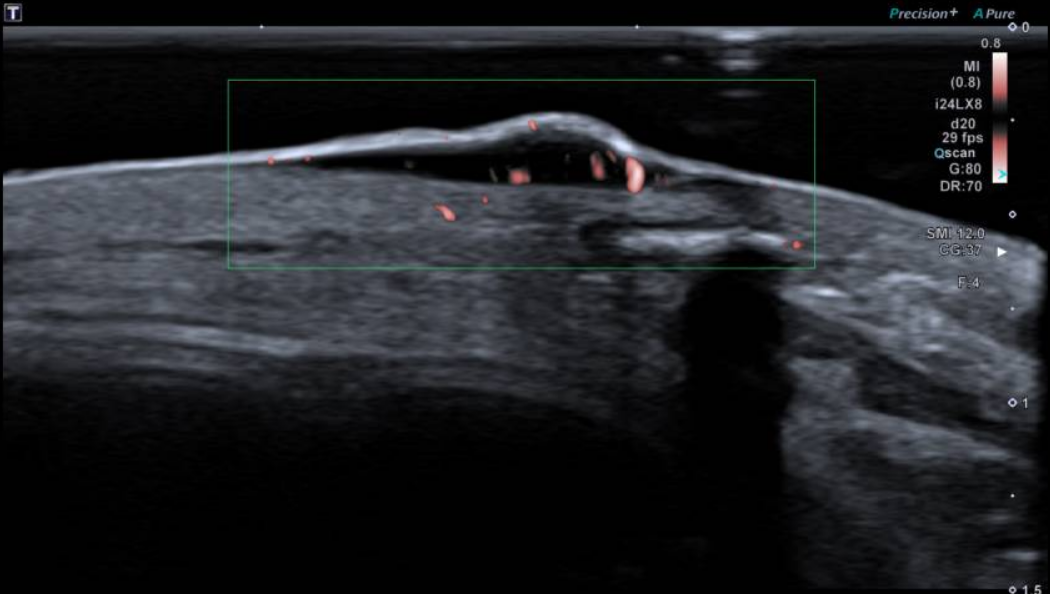 T
Precision+ A Pure
0
0.8
MI
(0.8)
i24LX8
d20
29 fps
Qscan
G:80
DR:70
SMI 12.0
CG:37
F:4
1
1.5